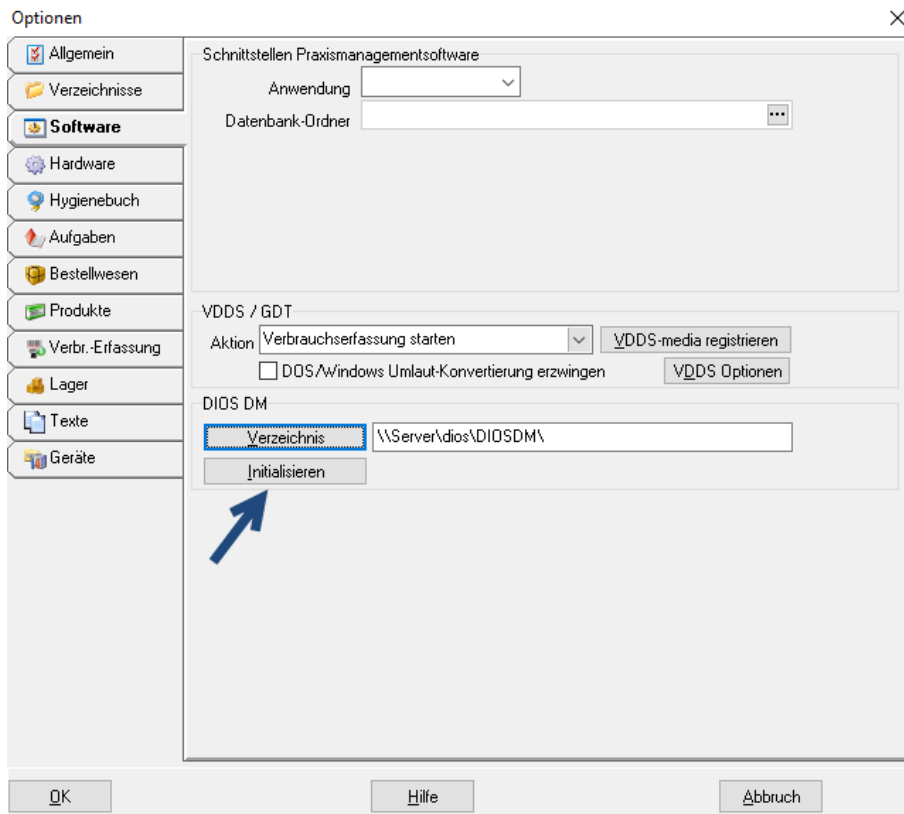 Optionen
Allgemein
Verzeichnisse
Software
Hardware
Hygienebuch
Aufgaben
Bestellwesen
Produkte
Verbr.-Erfassung
Lager
Texte
Geräte
Schnittstellen Praxismanagementsoftware
Anwendung
Datenbank-Ordner ...
VDDS / GDT
Aktion Verbrauchserfassung starten VDDS-media registrieren
DOS/Windows Umlaut-Konvertierung erzwingen VDDS Optionen
DIOS DM
Verzeichnis \\Server\dios\DIOSDM\
Initialisieren
OK Hilfe Abbruch